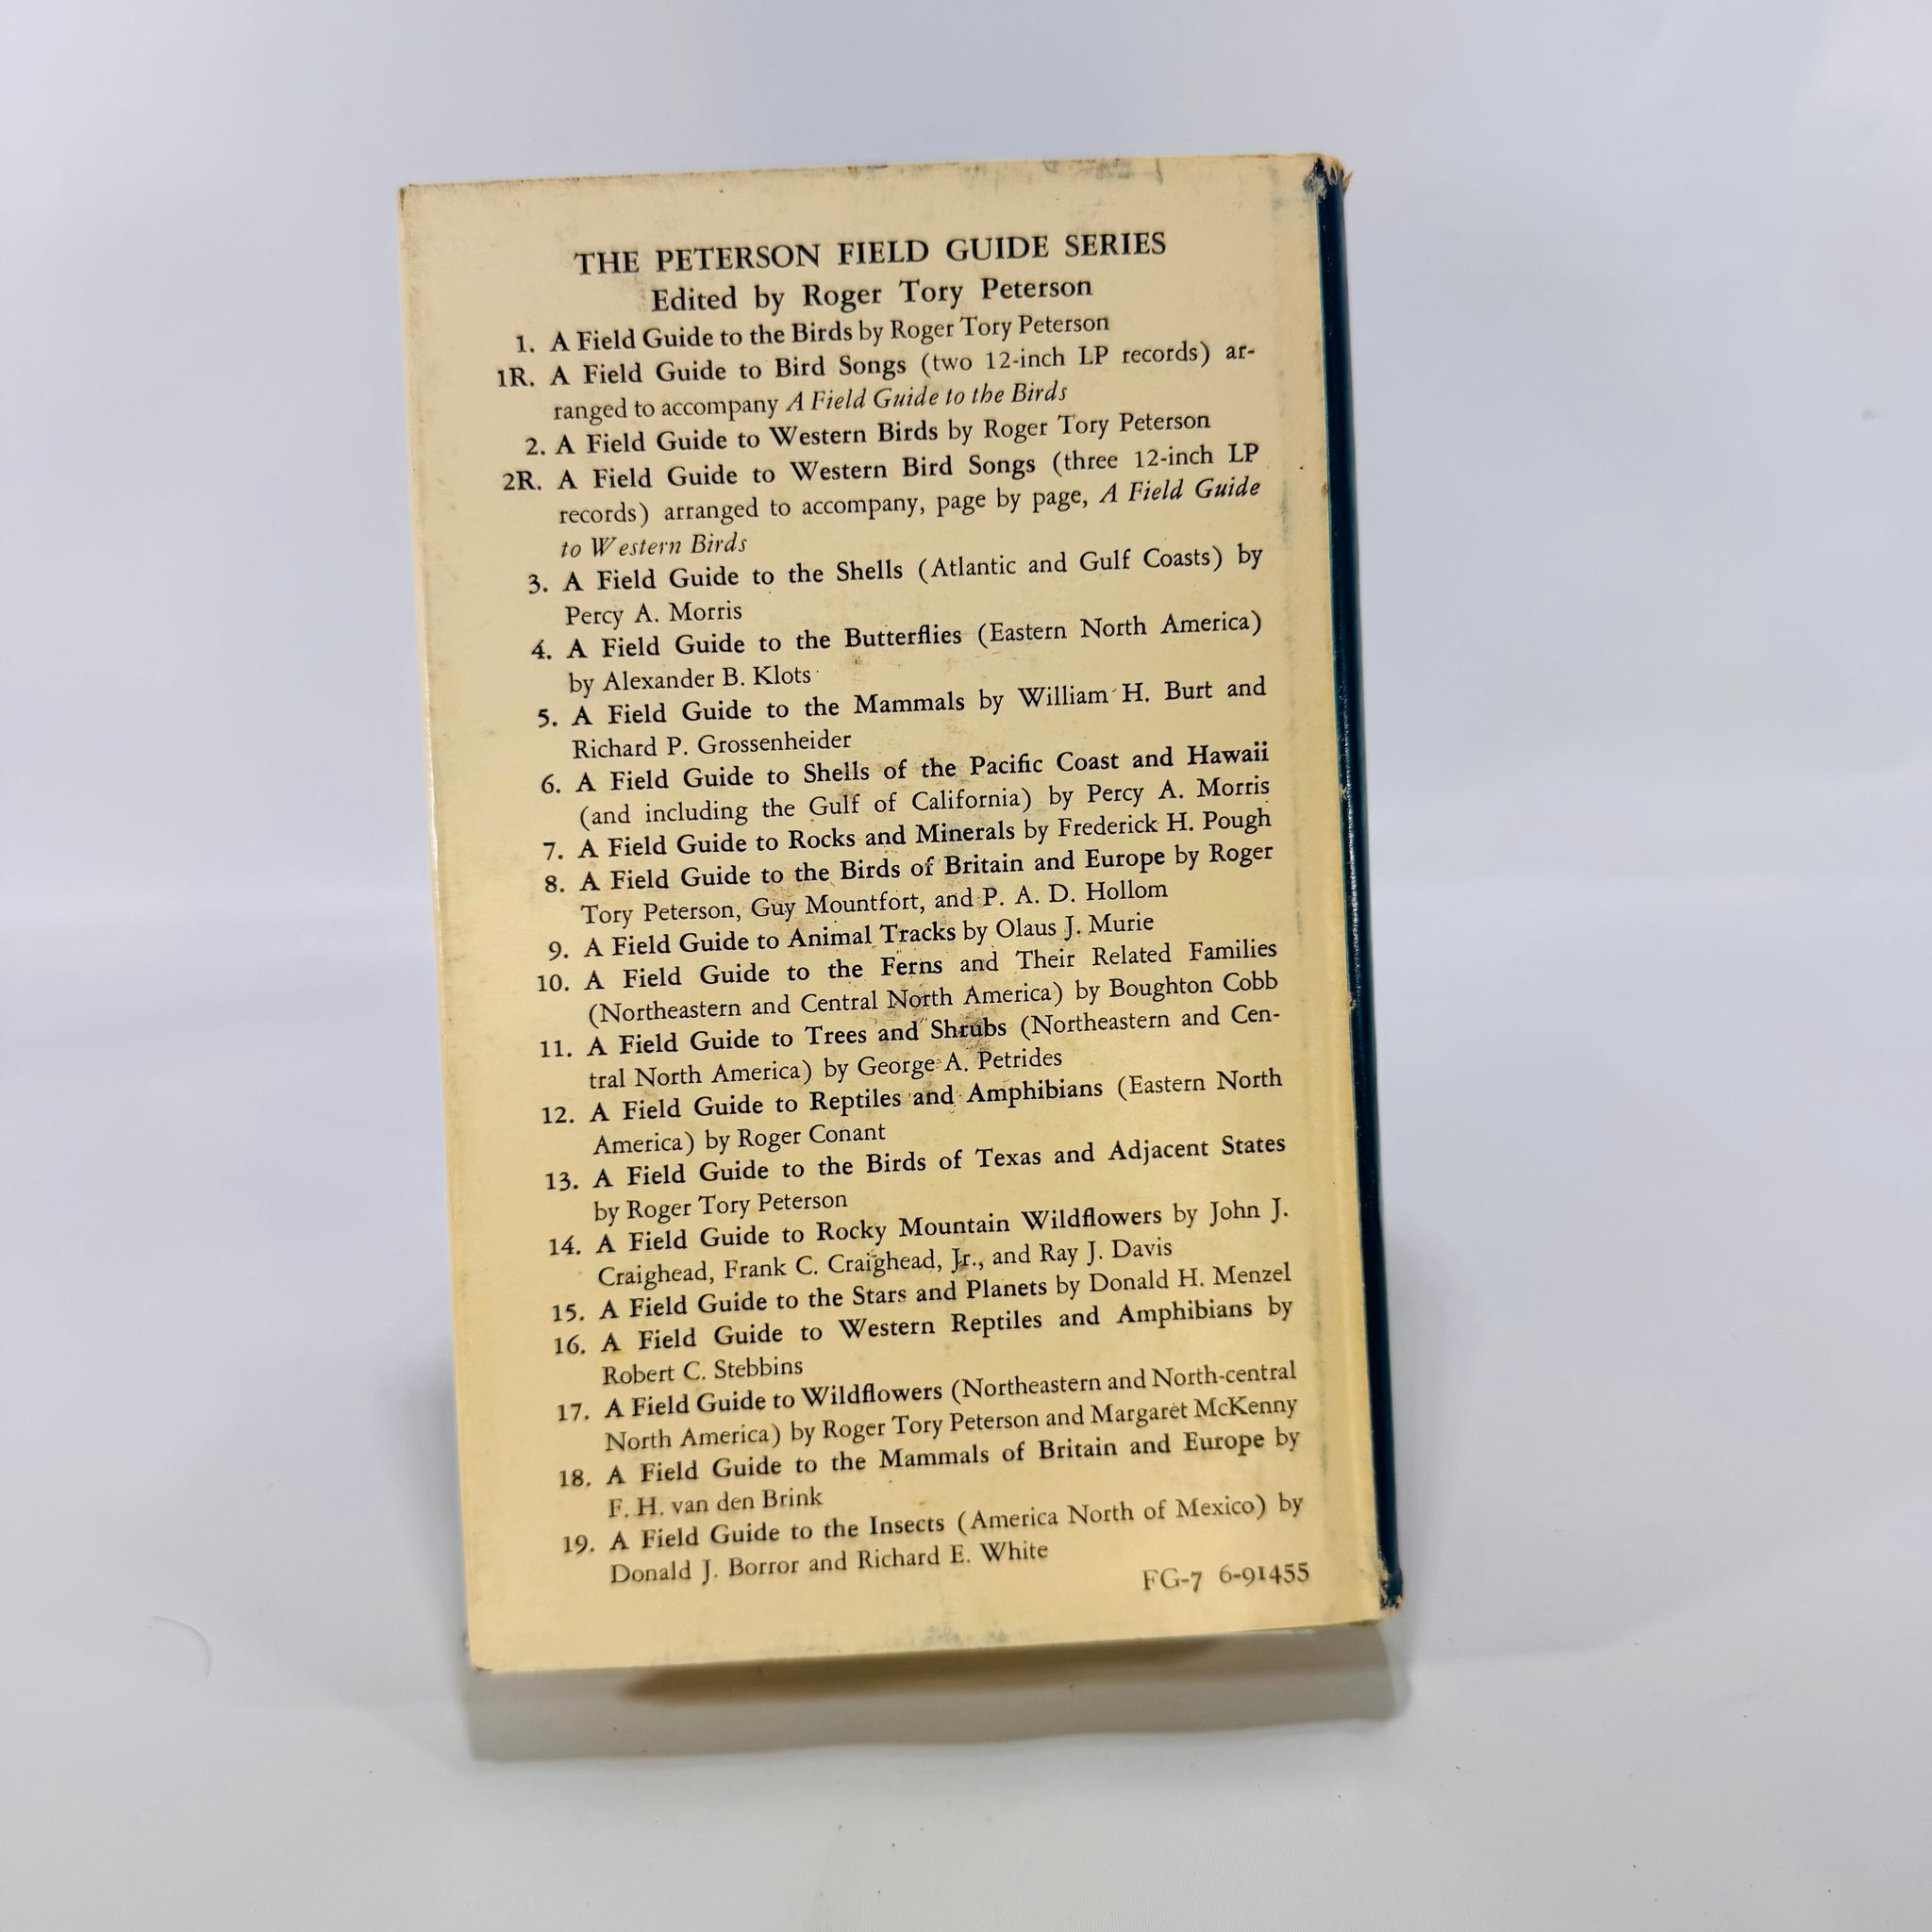 THE PETERSON FIELD GUIDE SERIES
Edited by Roger Tory Peterson
1. A Field Guide to the Birds by Roger Tory Peterson
1R. A Field Guide to Bird Songs (two 12-inch LP records) ar-
ranged to accompany A Field Guide to the Birds
2. A Field Guide to Western Birds by Roger Tory Peterson
2R. A Field Guide to Western Bird Songs (three 12-inch LP
records) arranged to accompany, page by page, A Field Guide
to Western Birds
3. A Field Guide to the Shells (Atlantic and Gulf Coasts) by
Percy A. Morris
4. A Field Guide to the Butterflies (Eastern North America)
by Alexander B. Klots
5. A Field Guide to the Mammals by William H. Burt and
Richard P. Grossenheider
6. A Field Guide to Shells of the Pacific Coast and Hawaii
(and including the Gulf of California) by Percy A. Morris
7. A Field Guide to Rocks and Minerals by Frederick H. Pough
8. A Field Guide to the Birds of Britain and Europe by Roger
Tory Peterson, Guy Mountfort, and P. A. D. Hollom
9. A Field Guide to Animal Tracks by Olaus J. Murie
10. A Field Guide to the Ferns and Their Related Families
(Northeastern and Central North America) by Boughton Cobb
11. A Field Guide to Trees and Shrubs (Northeastern and Cen-
tral North America) by George A. Petrides
12. A Field Guide to Reptiles and Amphibians (Eastern North
America) by Roger Conant
13. A Field Guide to the Birds of Texas and Adjacent States
by Roger Tory Peterson
14. A Field Guide to Rocky Mountain Wildflowers by John J.
Craighead, Frank C. Craighead, Jr., and Ray J. Davis
15. A Field Guide to the Stars and Planets by Donald H. Menzel
16. A Field Guide to Western Reptiles and Amphibians by
Robert C. Stebbins
17. A Field Guide to Wildflowers (Northeastern and North-central
North America) by Roger Tory Peterson and Margaret McKenny
18. A Field Guide to the Mammals of Britain and Europe by
F. H. van den Brink
19. A Field Guide to the Insects (America North of Mexico) by
Donald J. Borror and Richard E. White
FG-7 6-91455